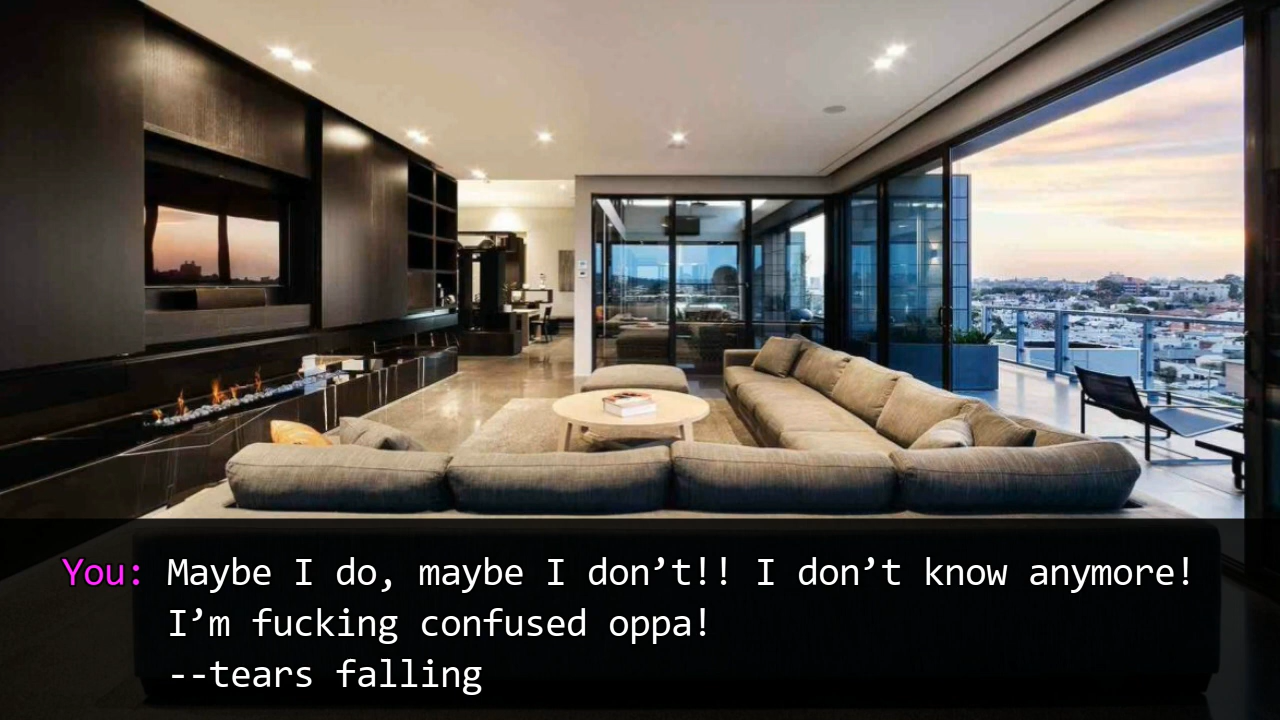 You: Maybe I do, maybe I don’t!! I don’t know anymore!
I’m fucking confused oppa!
--tears falling